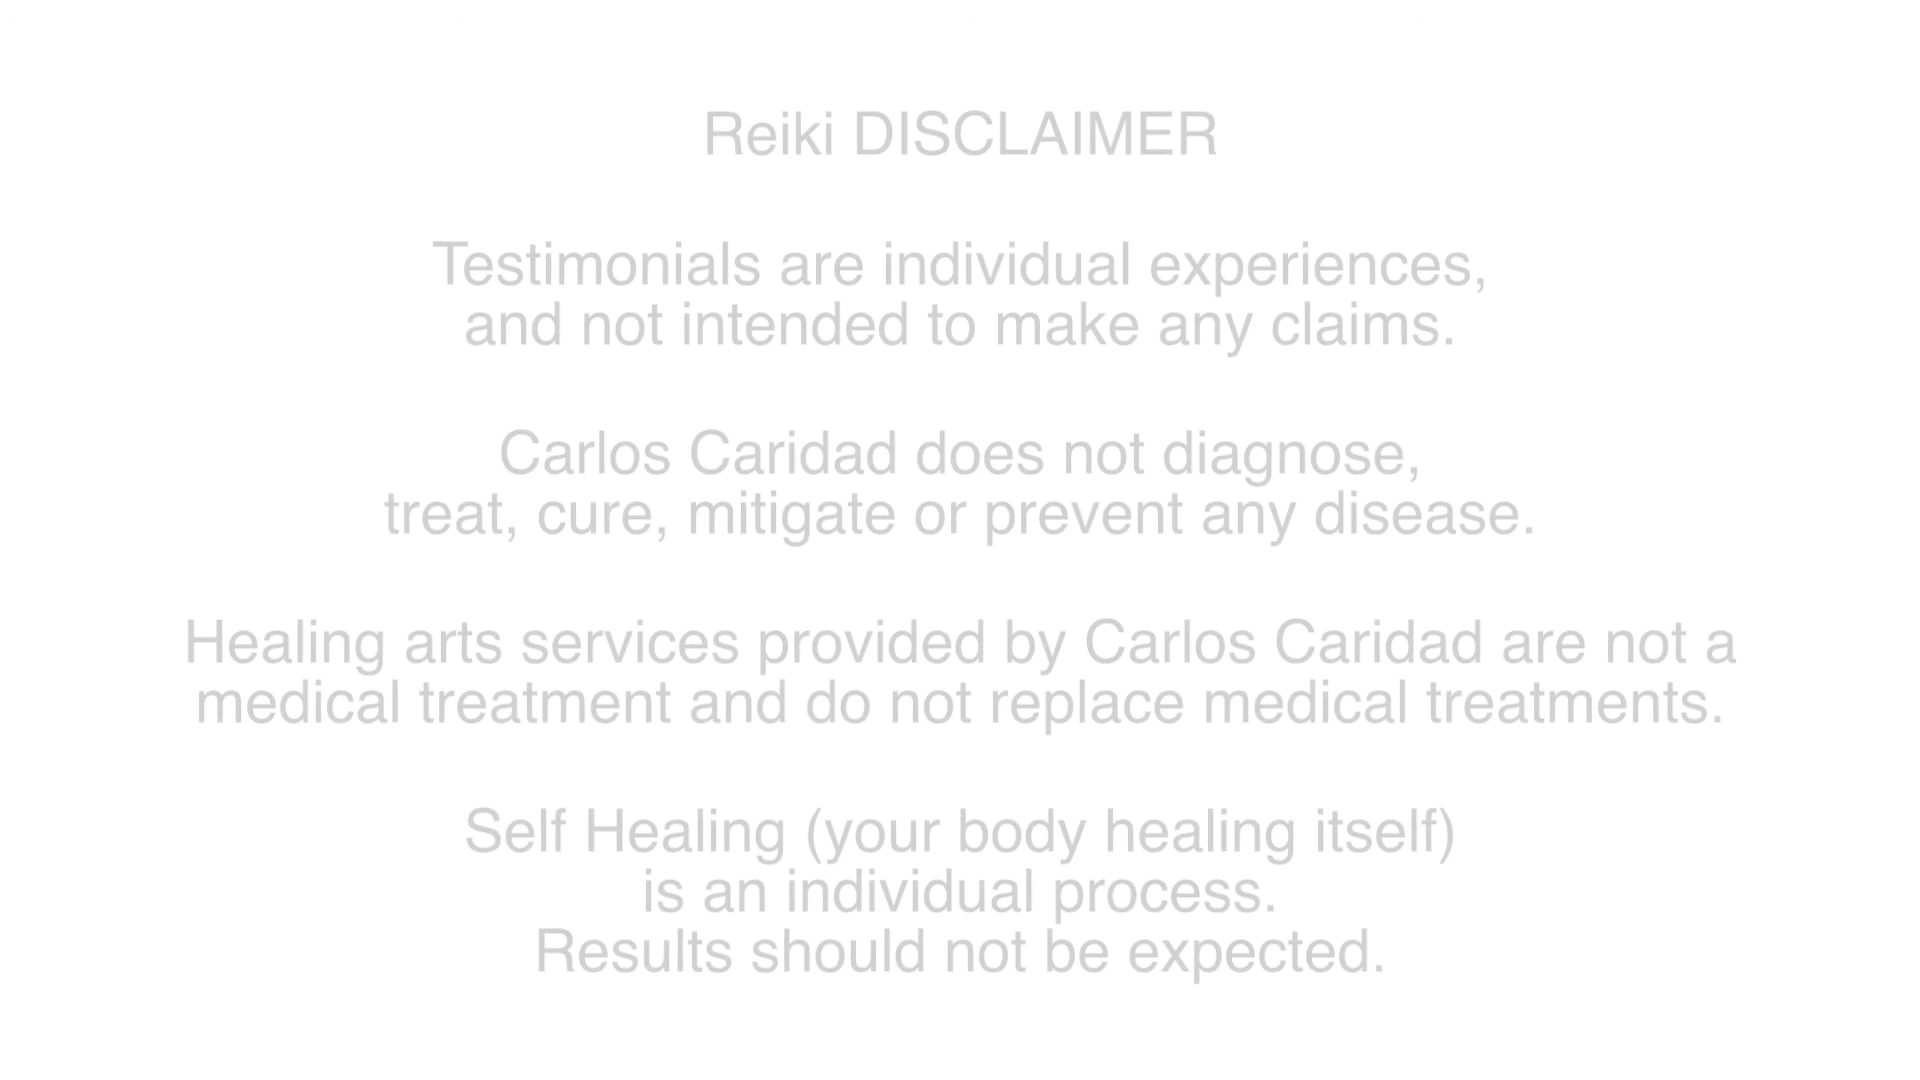 Reiki DISCLAIMER
Testimonials are individual experiences,
and not intended to make any claims.
Carlos Caridad does not diagnose,
treat, cure, mitigate or prevent any disease.
Healing arts services provided by Carlos Caridad are not a
medical treatment and do not replace medical treatments.
Self Healing (your body healing itself)
is an individual process.
Results should not be expected.